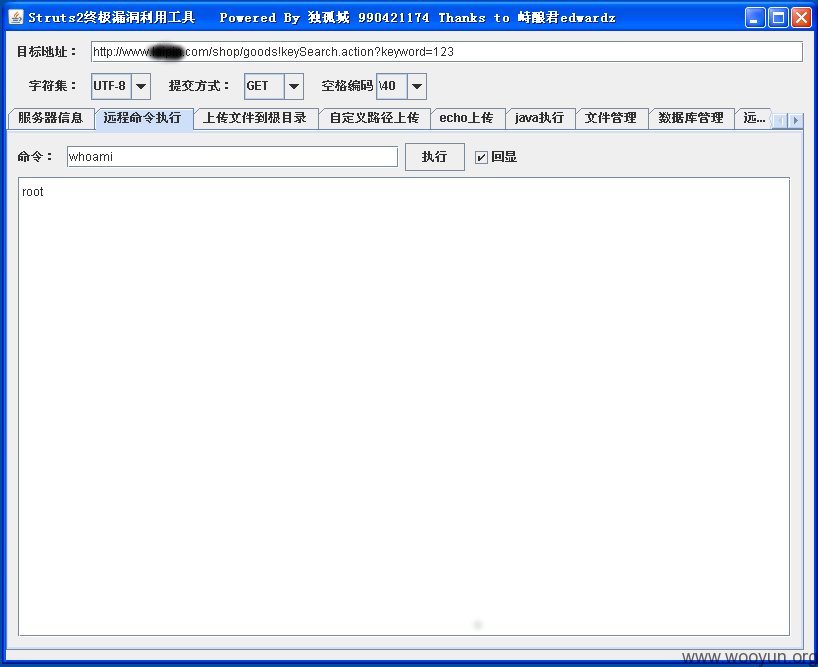 Struts2终极漏洞利用工具 Powered By 独孤城 990421174 Thanks to 峙酿君edwardz
目标地址： http://www. .com/shop/goods!keySearch.action?keyword=123
字符集： UTF-8 提交方式： GET 空格编码 \40
服务器信息 远程命令执行 上传文件到根目录 自定义路径上传 echo上传 java执行 文件管理 数据库管理 远...
命令： whoami 执行 回显
root
www.wooyun.org